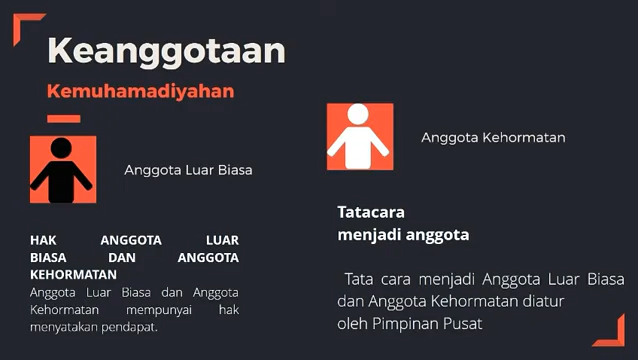 Keanggotaan
Kemuhamadiyahan
Anggota Luar Biasa
HAK ANGGOTA LUAR
BIASA DAN ANGGOTA
KEHORMATAN
Anggota Luar Biasa dan Anggota
Kehormatan mempunyai hak
menyatakan pendapat.
Anggota Kehormatan
Tatacara
menjadi anggota
Tata cara menjadi Anggota Luar Biasa
dan Anggota Kehormatan diatur
oleh Pimpinan Pusat